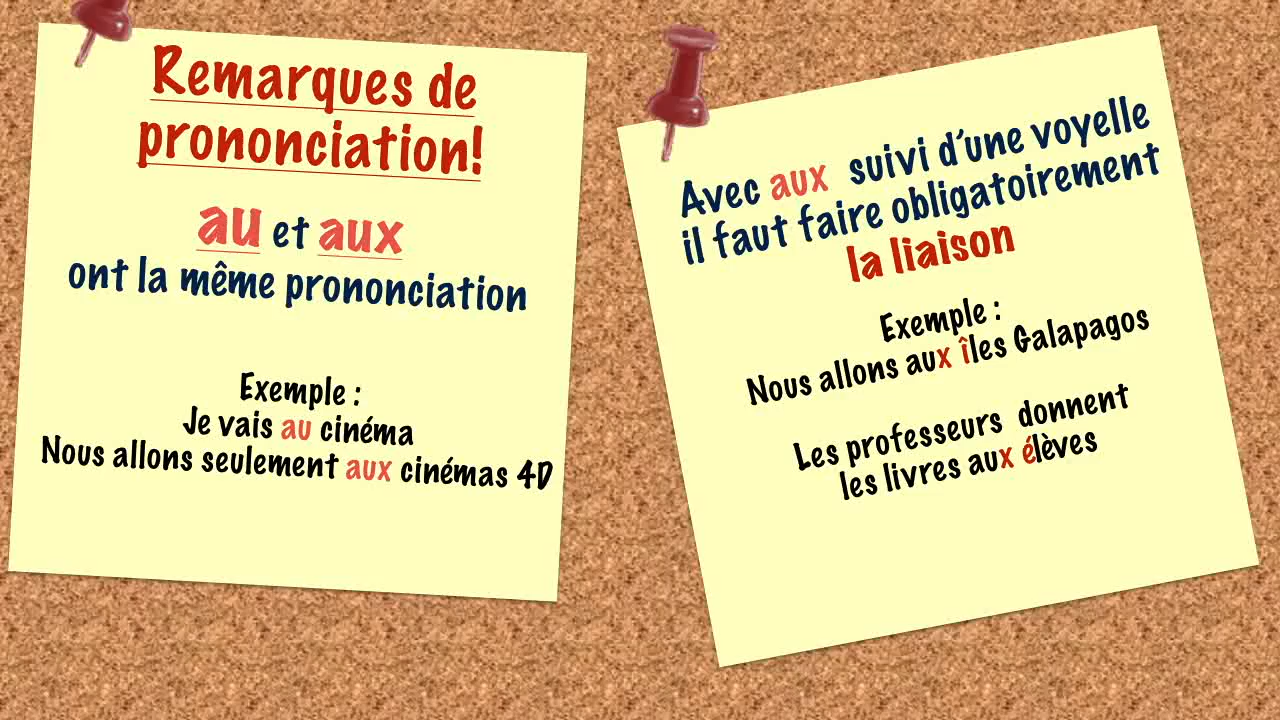 Remarques de
prononciation!
au et aux
ont la même prononciation
Exemple :
Je vais au cinéma
Nous allons seulement aux cinémas 4D
Avec aux suivi d'une voyelle
il faut faire obligatoirement
la liaison
Exemple :
Nous allons aux îles Galapagos
Les professeurs donnent
les livres aux élèves